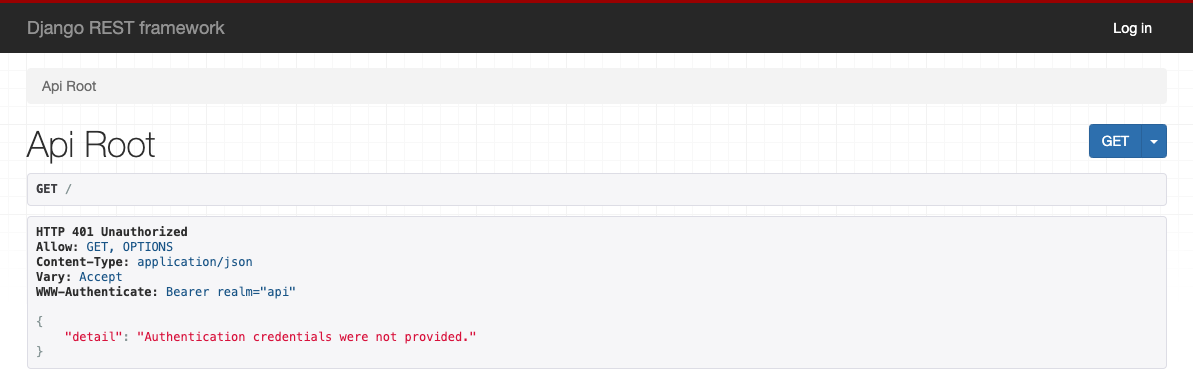 Django REST framework
Log in
Api Root
Api Root
GET
GET /
HTTP 401 Unauthorized
Allow: GET, OPTIONS
Content-Type: application/json
Vary: Accept
WWW-Authenticate: Bearer realm="api"
{
    "detail": "Authentication credentials were not provided."
}